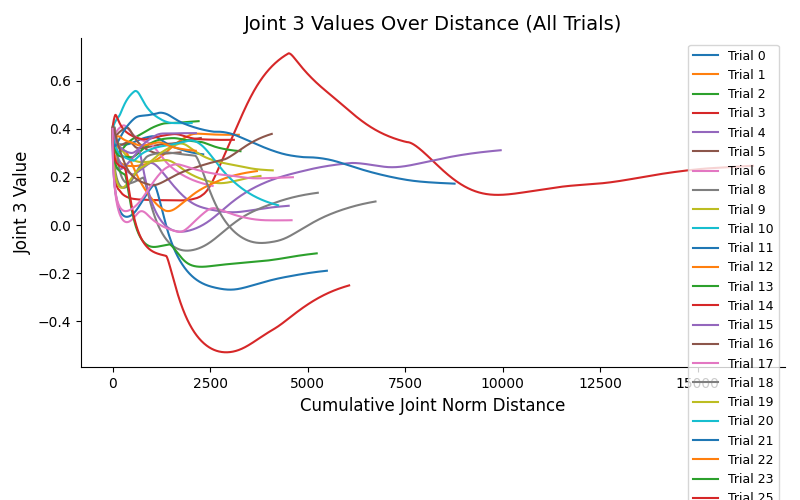 Joint 3 Values Over Distance (All Trials)
Joint 3 Value
0.6
0.4
0.2
0.0
−0.2
−0.4
0
2500
5000
7500
10000
12500
Cumulative Joint Norm Distance
Trial 0
Trial 1
Trial 2
Trial 3
Trial 4
Trial 5
Trial 6
Trial 8
Trial 9
Trial 10
Trial 11
Trial 12
Trial 13
Trial 14
Trial 15
Trial 16
Trial 17
Trial 18
Trial 19
Trial 20
Trial 21
Trial 22
Trial 23
Trial 25